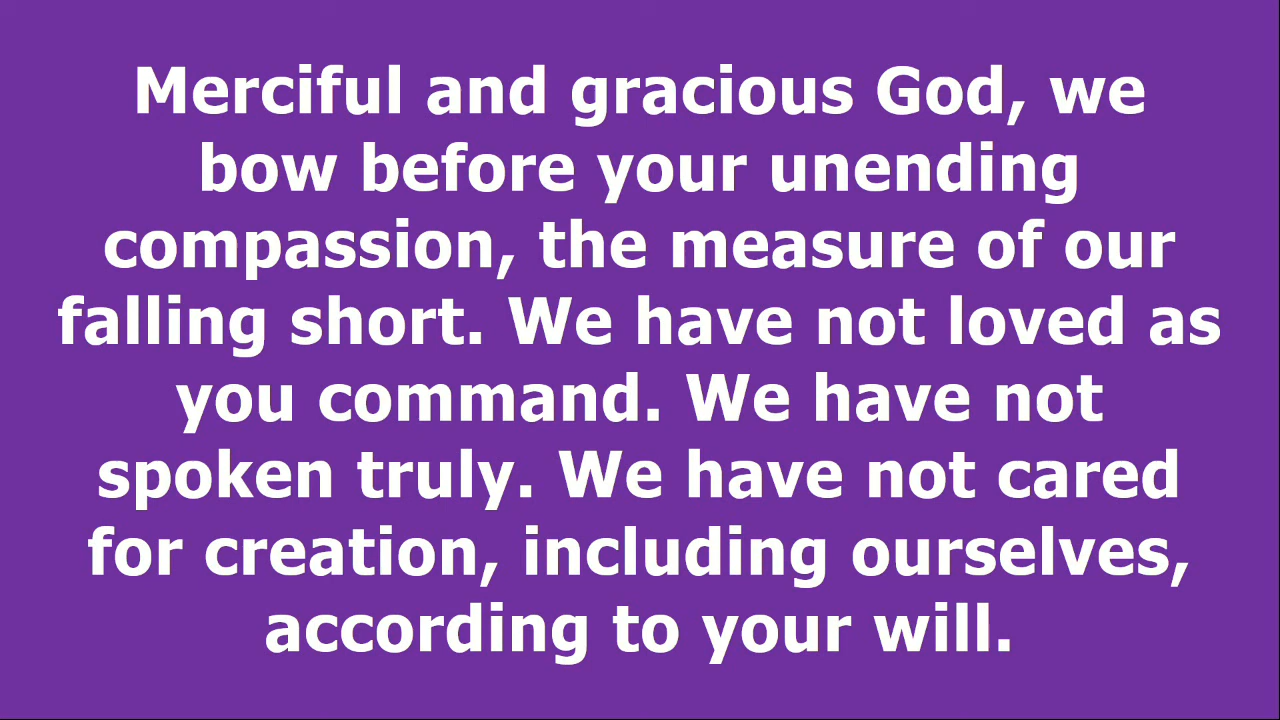 Merciful and gracious God, we
bow before your unending
compassion, the measure of our
falling short. We have not loved as
you command. We have not
spoken truly. We have not cared
for creation, including ourselves,
according to your will.